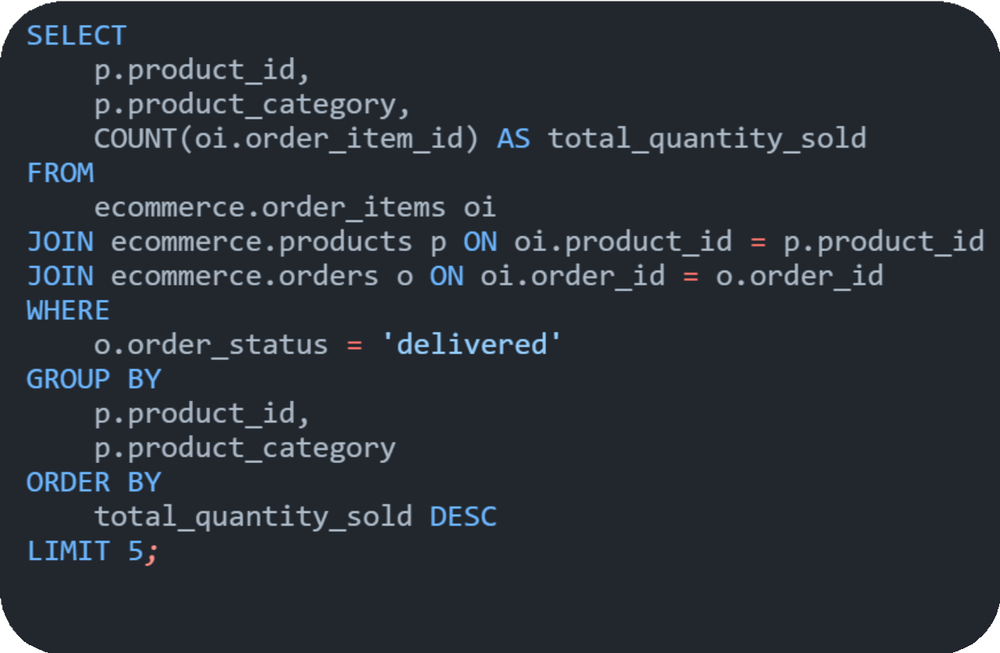 SELECT
    p.product_id,
    p.product_category,
    COUNT(oi.order_item_id) AS total_quantity_sold
FROM
    ecommerce.order_items oi
JOIN ecommerce.products p ON oi.product_id = p.product_id
JOIN ecommerce.orders o ON oi.order_id = o.order_id
WHERE
    o.order_status = 'delivered'
GROUP BY
    p.product_id,
    p.product_category
ORDER BY
    total_quantity_sold DESC
LIMIT 5;